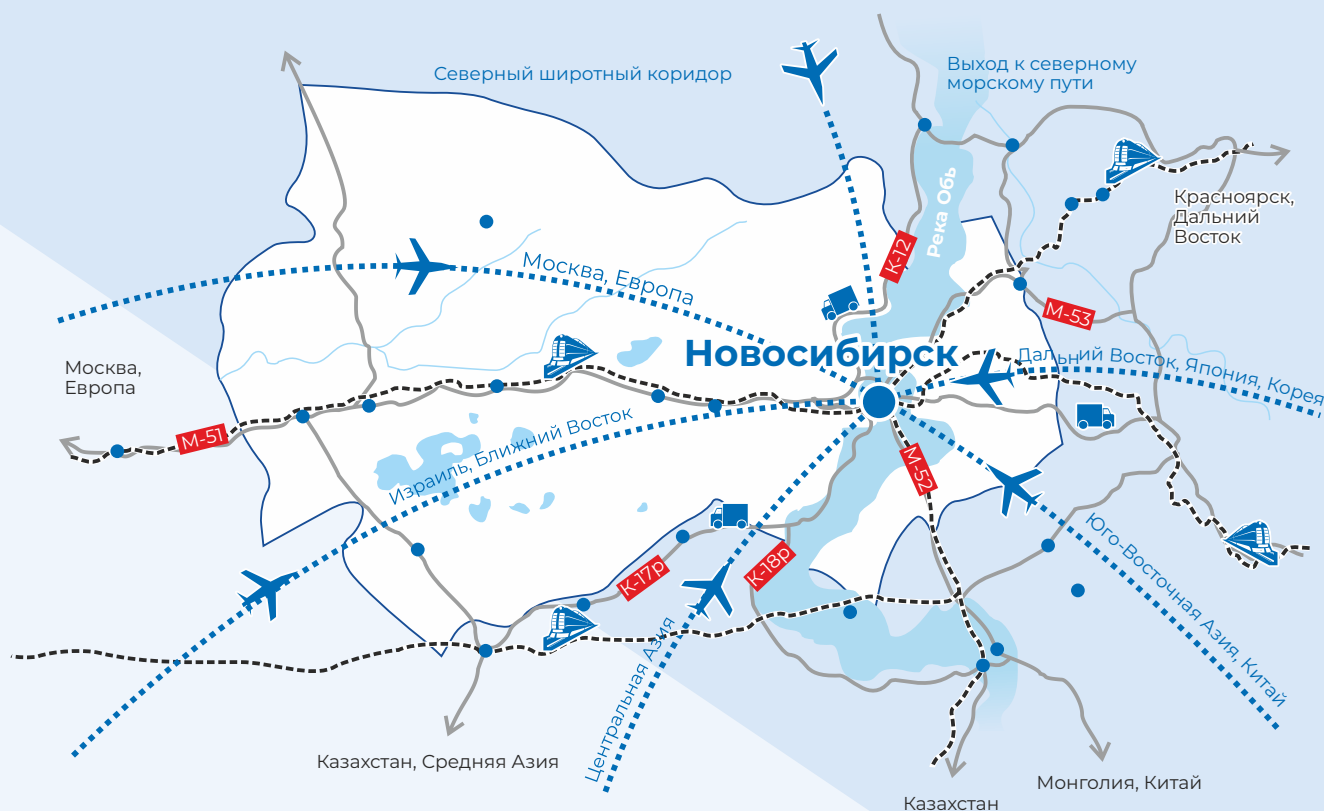 Северный широтный коридор
Выход к северному
морскому пути
Река Обь
Красноярск,
Дальний
Восток
К-12
Москва, Европа
М-53
Новосибирск
Дальний Восток, Япония, Корея
Москва,
Европа
М-51
Израиль, Ближний Восток
М-52
К-17р
К-18р
Юго-Восточная Азия, Китай
Центральная Азия
Казахстан, Средняя Азия
Монголия, Китай
Казахстан